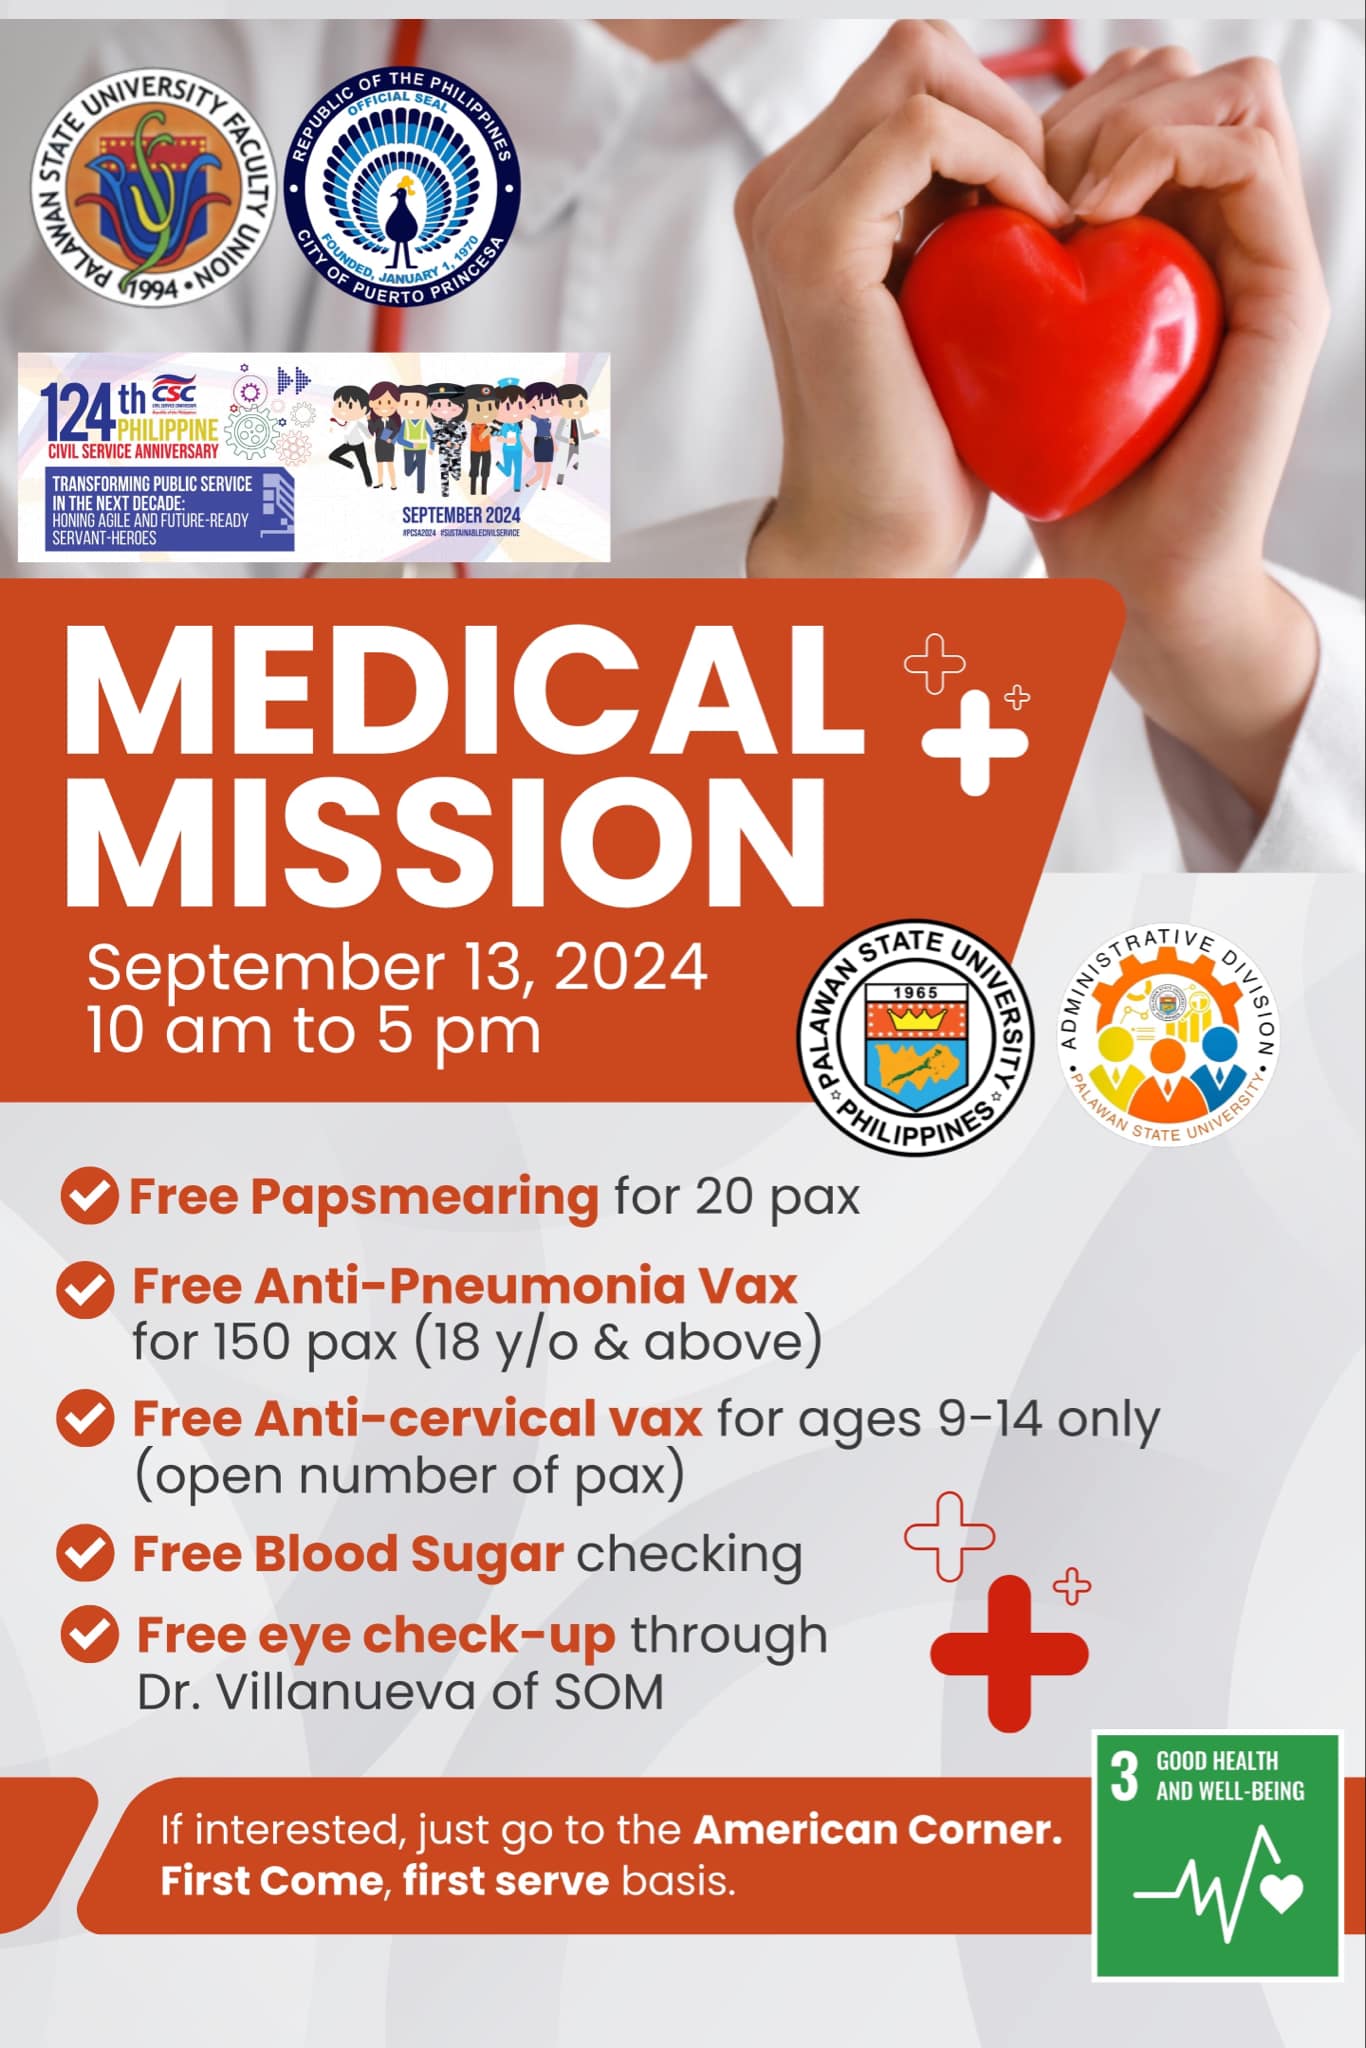 PALAWAN STATE UNIVERSITY FACULTY UNION
1994
REPUBLIC OF THE PHILIPPINES
OFFICIAL SEAL
FOUNDED, JANUARY 1, 1970
CITY OF PUERTO PRINCESA
124th CSC
PHILIPPINE
CIVIL SERVICE ANNIVERSARY
TRANSFORMING PUBLIC SERVICE
IN THE NEXT DECADE:
HONING AGILE AND FUTURE-READY
SERVANT-HEROES
SEPTEMBER 2024
#PCSA2024 #SUSTAINABLECIVILSERVICE
MEDICAL
MISSION
September 13, 2024
10 am to 5 pm
PALAWAN STATE UNIVERSITY
1965
PHILIPPINES
ADMINISTRATIVE DIVISION
PALAWAN STATE UNIVERSITY
Free Papsmearing for 20 pax
Free Anti-Pneumonia Vax
for 150 pax (18 y/o & above)
Free Anti-cervical vax for ages 9-14 only
(open number of pax)
Free Blood Sugar checking
Free eye check-up through
Dr. Villanueva of SOM
If interested, just go to the American Corner.
First Come, first serve basis.
3 GOOD HEALTH
AND WELL-BEING